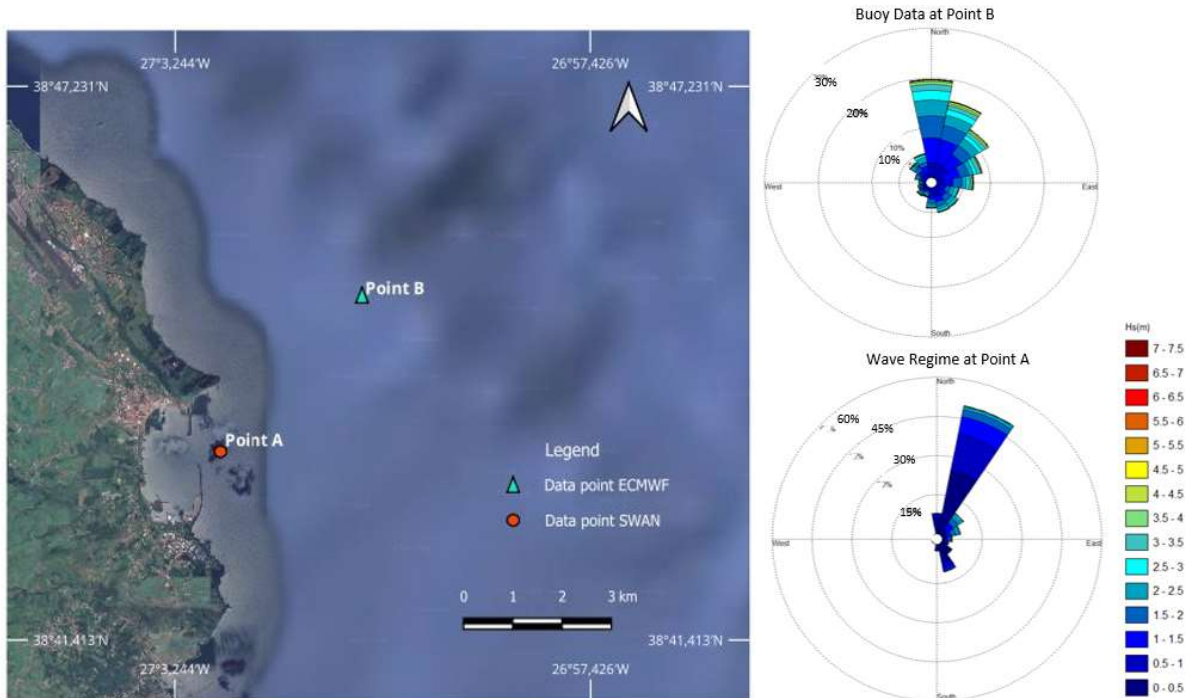 27°3,244'W
26°57,426'W
38°47,231'N
38°47,231'N
Point B
Point A
Legend
Data point ECMWF
Data point SWAN
0 1 2 3 km
38°41,413'N
38°41,413'N
27°3,244'W
26°57,426'W
Buoy Data at Point B
North
30%
20%
10%
10%
West
East
South
Wave Regime at Point A
North
60%
45%
30%
15%
West
East
South
Hs(m)
7 - 7.5
6.5 - 7
6 - 6.5
5.5 - 6
5 - 5.5
4.5 - 5
4 - 4.5
3.5 - 4
3 - 3.5
2.5 - 3
2 - 2.5
1.5 - 2
1 - 1.5
0.5 - 1
0 - 0.5